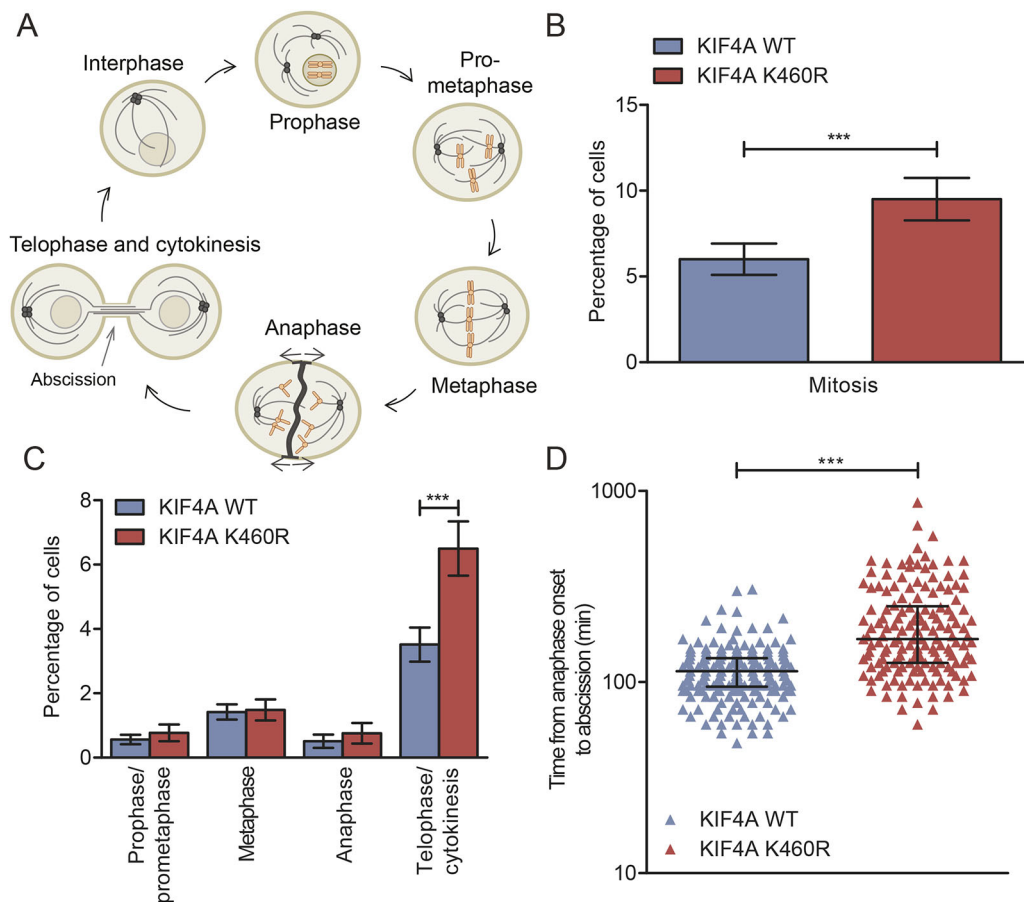 A
Interphase
Prophase
Pro-
metaphase
Telophase and cytokinesis
Abscission
Anaphase
Metaphase
B
KIF4A WT
KIF4A K460R
15
10
5
0
Percentage of cells
***
Mitosis
C
KIF4A WT
KIF4A K460R
8
6
4
2
0
Percentage of cells
***
Prophase/
prometaphase
Metaphase
Anaphase
Telophase/
cytokinesis
D
***
1000
100
10
Time from anaphase onset
to abscission (min)
KIF4A WT
KIF4A K460R